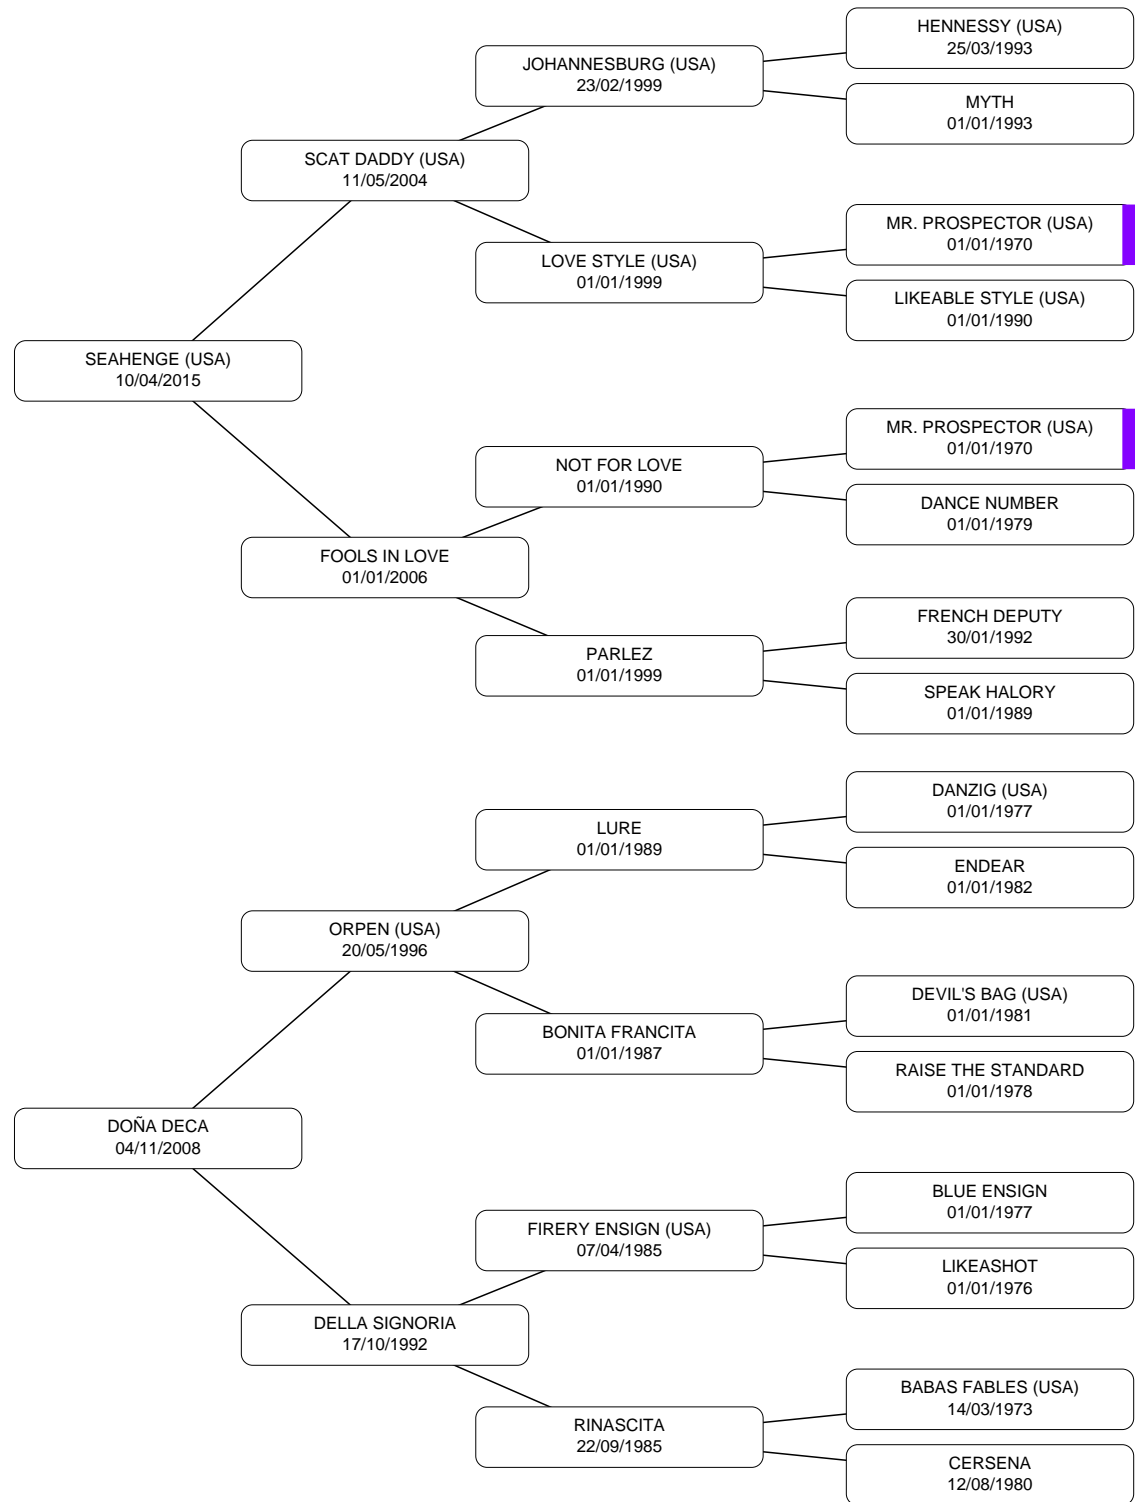 HENNESSY (USA)
25/03/1993
JOHANNESBURG (USA)
23/02/1999
MYTH
01/01/1993
SCAT DADDY (USA)
11/05/2004
MR. PROSPECTOR (USA)
01/01/1970
LOVE STYLE (USA)
01/01/1999
LIKEABLE STYLE (USA)
01/01/1990
SEAHENGE (USA)
10/04/2015
MR. PROSPECTOR (USA)
01/01/1970
NOT FOR LOVE
01/01/1990
DANCE NUMBER
01/01/1979
FOOLS IN LOVE
01/01/2006
FRENCH DEPUTY
30/01/1992
PARLEZ
01/01/1999
SPEAK HALORY
01/01/1989
DANZIG (USA)
01/01/1977
LURE
01/01/1989
ENDEAR
01/01/1982
ORPEN (USA)
20/05/1996
DEVIL'S BAG (USA)
01/01/1981
BONITA FRANCITA
01/01/1987
RAISE THE STANDARD
01/01/1978
DOÑA DECA
04/11/2008
BLUE ENSIGN
01/01/1977
FIRERY ENSIGN (USA)
07/04/1985
LIKEASHOT
01/01/1976
DELLA SIGNORIA
17/10/1992
BABAS FABLES (USA)
14/03/1973
RINASCITA
22/09/1985
CERSENA
12/08/1980